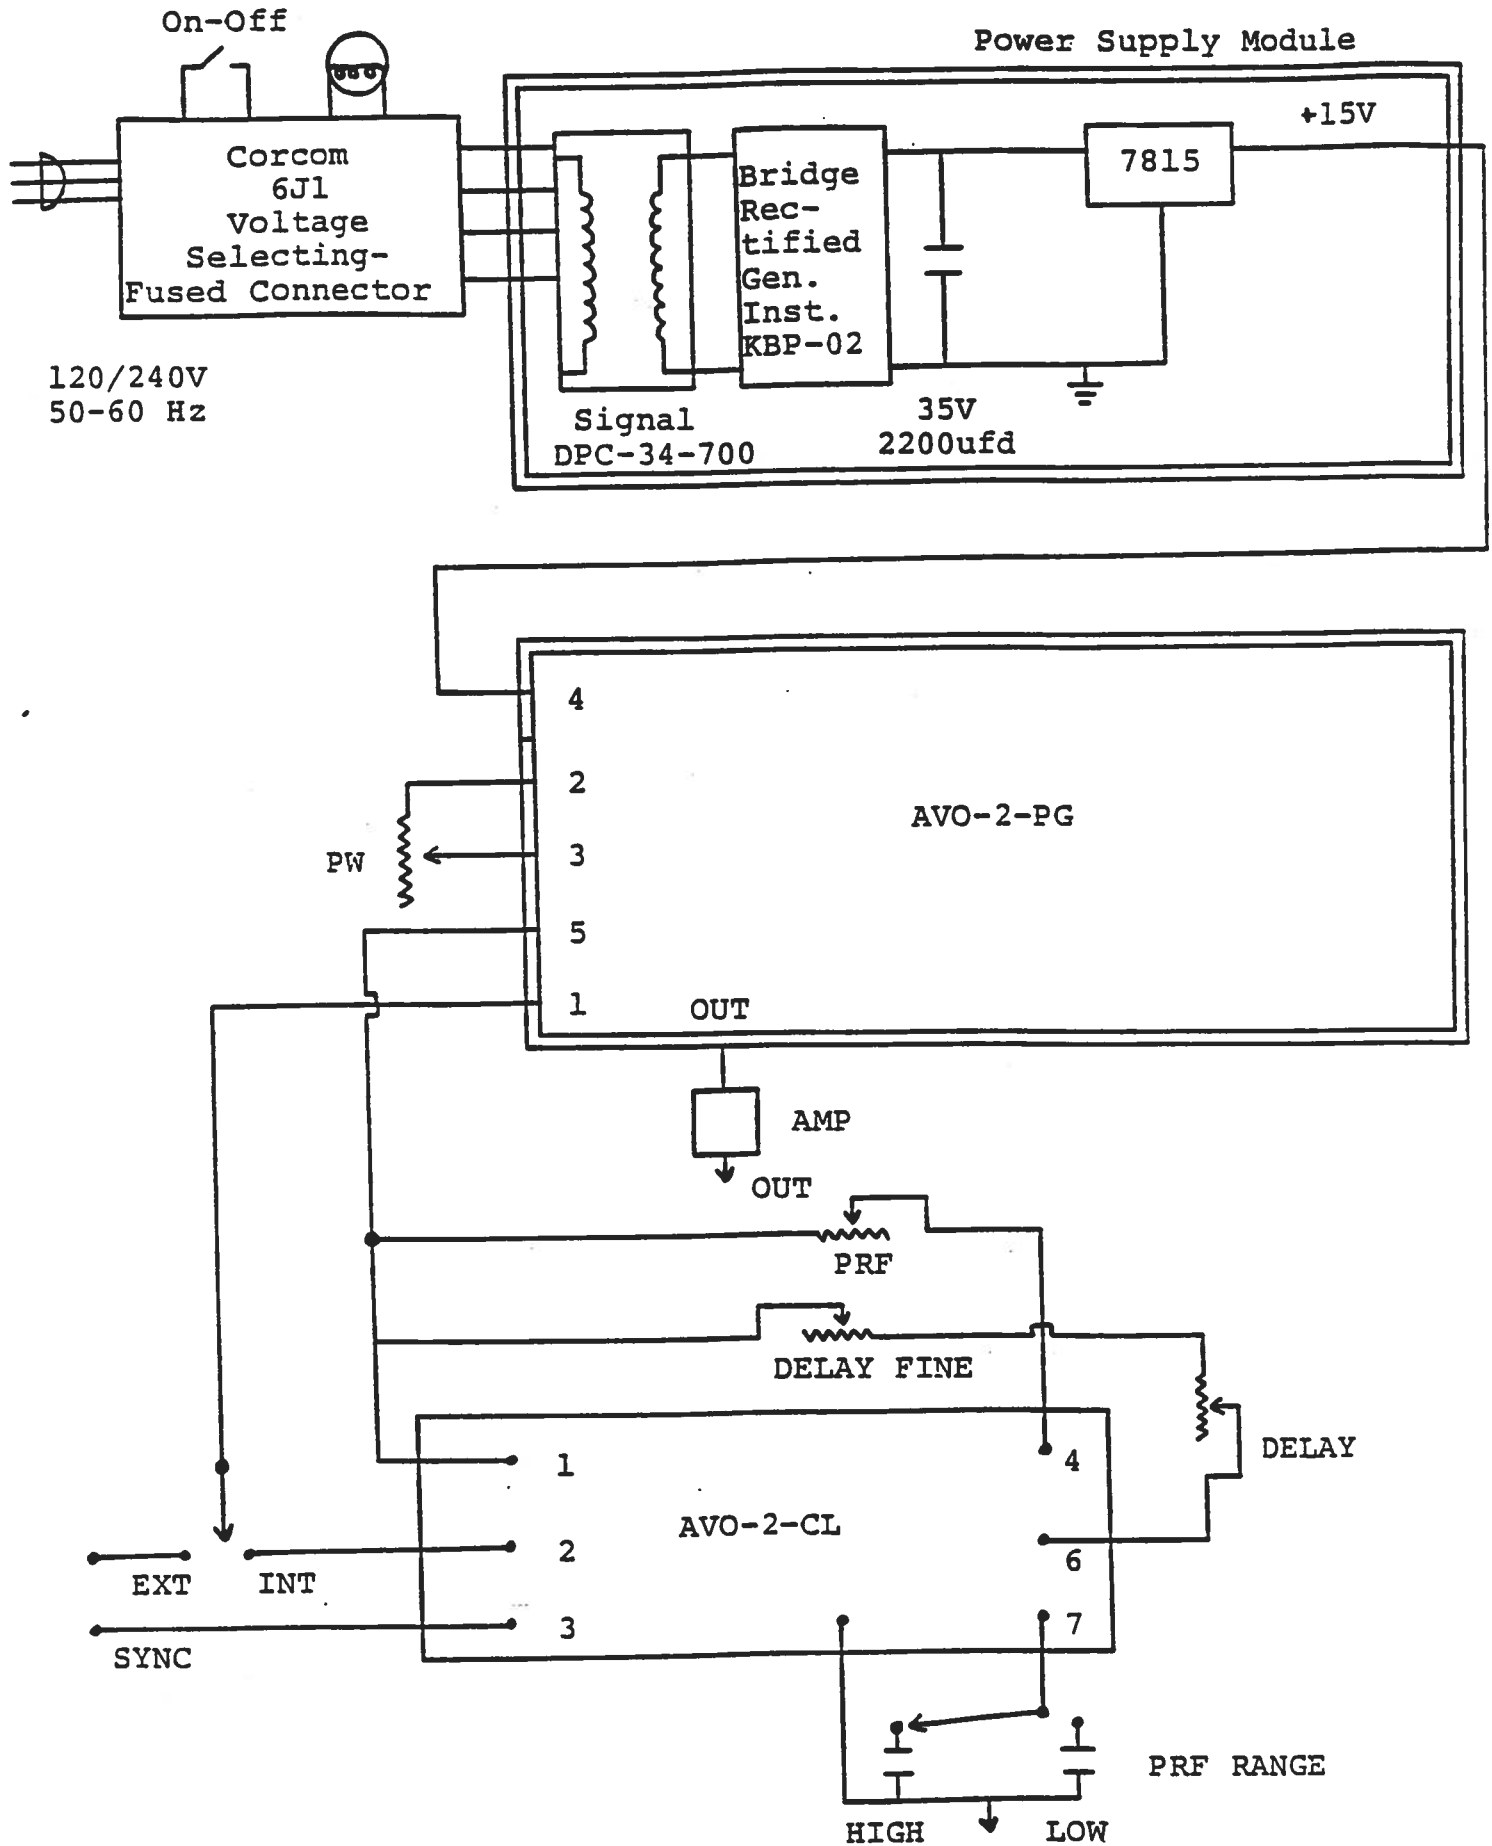 On-Off
Power Supply Module
+15V
Corcom
6J1
Voltage
Selecting-
Fused Connector
Bridge
Rec-
tified
Gen.
Inst.
KBP-02
7815
120/240V
50-60 Hz
Signal
DPC-34-700
35V
2200ufd
4
2
AVO-2-PG
PW
3
5
1
OUT
AMP
OUT
PRF
DELAY FINE
DELAY
1
4
AVO-2-CL
2
6
EXT
INT
3
7
SYNC
PRF RANGE
HIGH
LOW